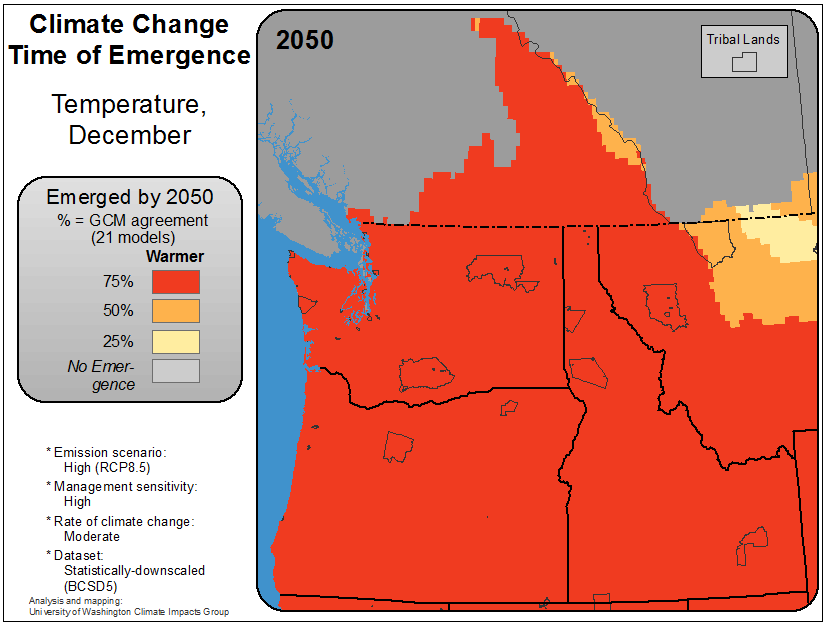 Climate Change
Time of Emergence
Temperature,
December
Emerged by 2050
% = GCM agreement
(21 models)
Warmer
75%
50%
25%
No Emer-
gence
* Emission scenario:
High (RCP8.5)
* Management sensitivity:
High
* Rate of climate change:
Moderate
* Dataset:
Statistically-downscaled
(BCSD5)
Analysis and mapping:
University of Washington Climate Impacts Group
2050
Tribal Lands